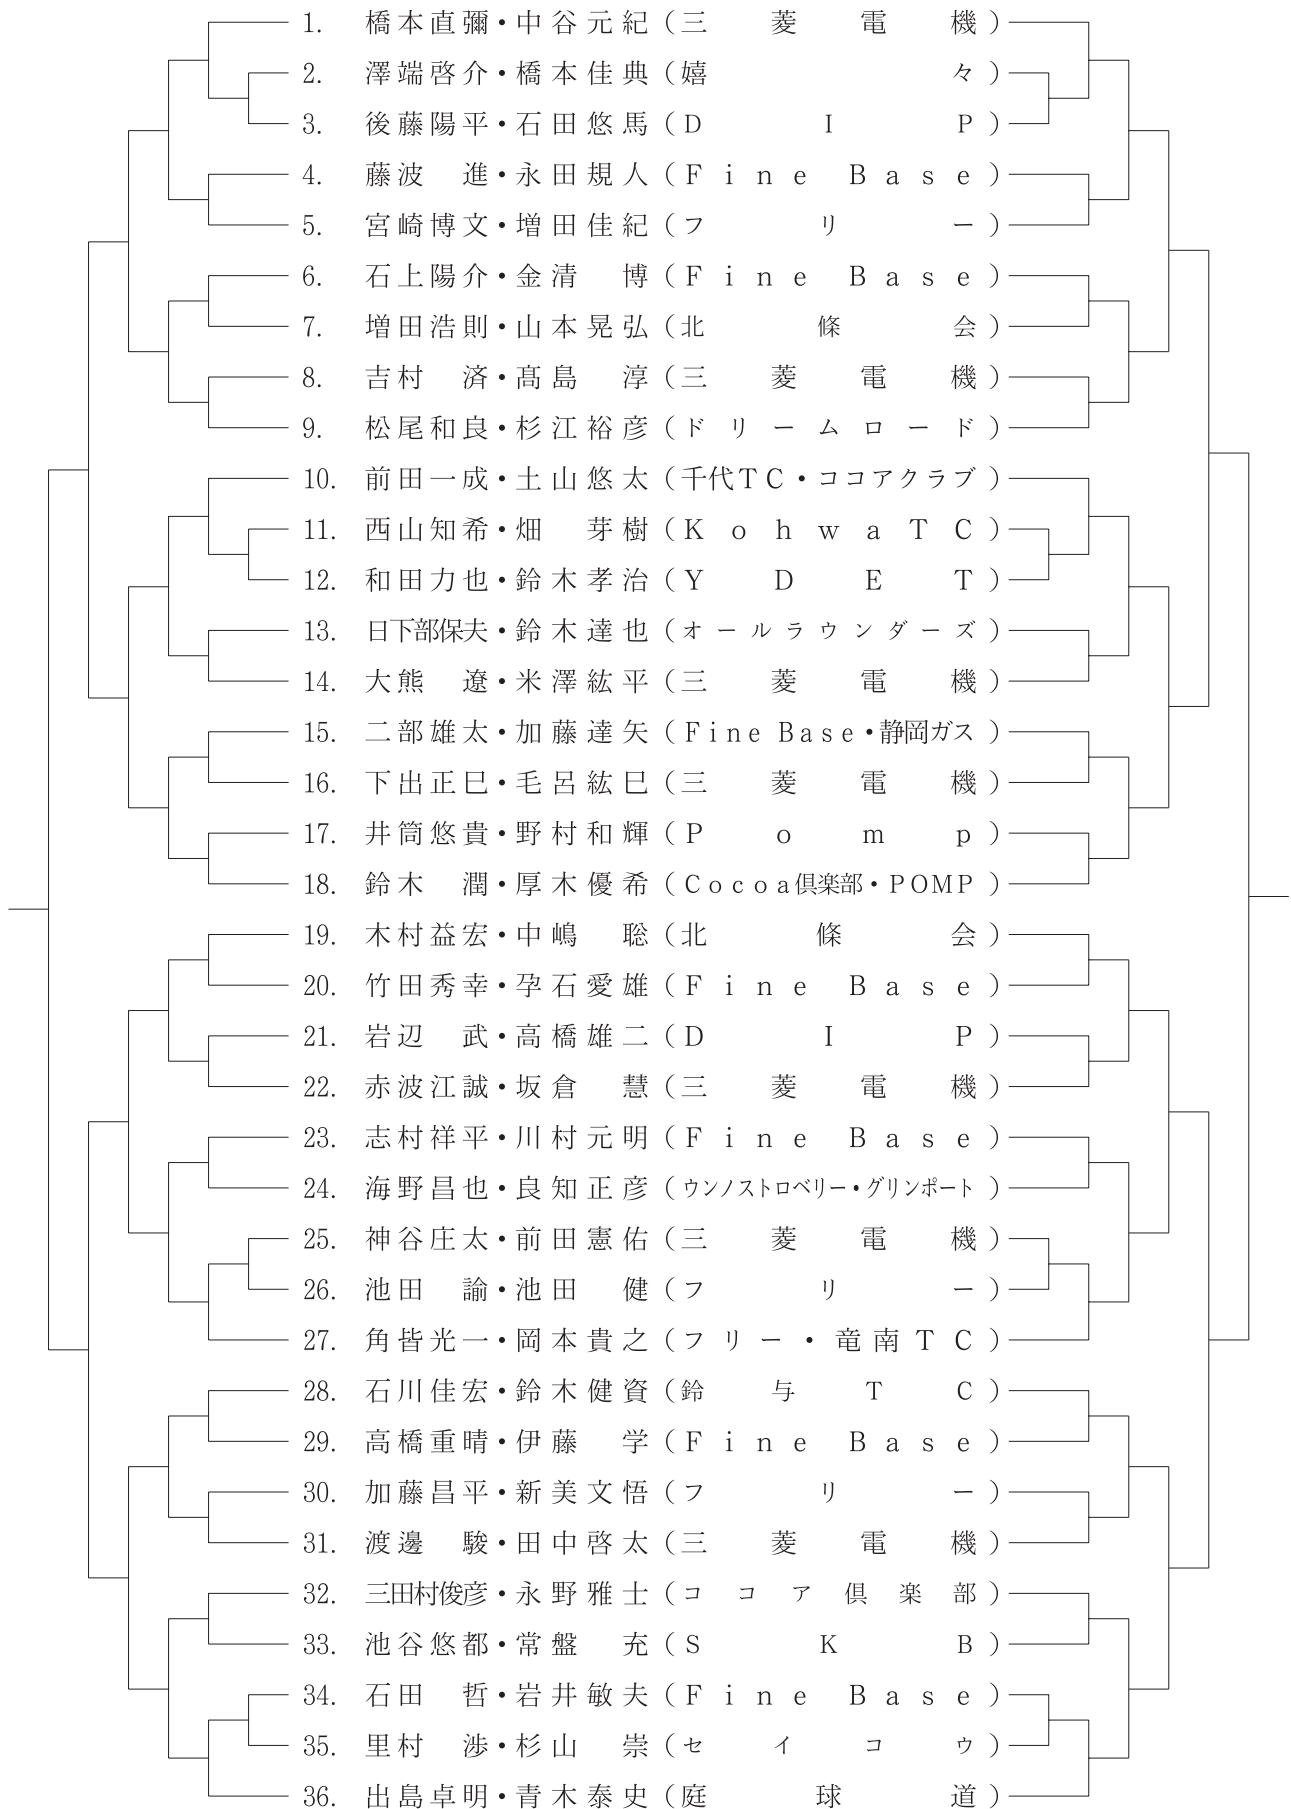 1. 橋本直彌・中谷元紀(三菱電機)
2. 澤端啓介・橋本佳典(嬉々)
3. 後藤陽平・石田悠馬(DIP)
4. 藤波 進・永田規人(Fine Base)
5. 宮崎博文・増田佳紀(フリー)
6. 石上陽介・金清 博(Fine Base)
7. 増田浩則・山本晃弘(北條会)
8. 吉村 済・髙島 淳(三菱電機)
9. 松尾和良・杉江裕彦(ドリームロード)
10. 前田一成・土山悠太(千代TC・ココアクラブ)
11. 西山知希・畑 芽樹(KohwaTC)
12. 和田力也・鈴木孝治(YDET)
13. 日下部保夫・鈴木達也(オールラウンダーズ)
14. 大熊 遼・米澤紘平(三菱電機)
15. 二部雄太・加藤達矢(Fine Base・静岡ガス)
16. 下出正巳・毛呂紘巳(三菱電機)
17. 井筒悠貴・野村和輝(Pomp)
18. 鈴木 潤・厚木優希(Cocoa倶楽部・POMP)
19. 木村益宏・中嶋 聡(北條会)
20. 竹田秀幸・孕石愛雄(Fine Base)
21. 岩辺 武・高橋雄二(DIP)
22. 赤波江誠・坂倉 慧(三菱電機)
23. 志村祥平・川村元明(Fine Base)
24. 海野昌也・良知正彦(ウンノストロベリー・グリンポート)
25. 神谷庄太・前田憲佑(三菱電機)
26. 池田 諭・池田 健(フリー)
27. 角皆光一・岡本貴之(フリー・竜南TC)
28. 石川佳宏・鈴木健資(鈴与TC)
29. 高橋重晴・伊藤 学(Fine Base)
30. 加藤昌平・新美文悟(フリー)
31. 渡邊 駿・田中啓太(三菱電機)
32. 三田村俊彦・永野雅士(ココア倶楽部)
33. 池谷悠都・常盤 充(SKB)
34. 石田 哲・岩井敏夫(Fine Base)
35. 里村 渉・杉山 崇(セイコウ)
36. 出島卓明・青木泰史(庭球道)